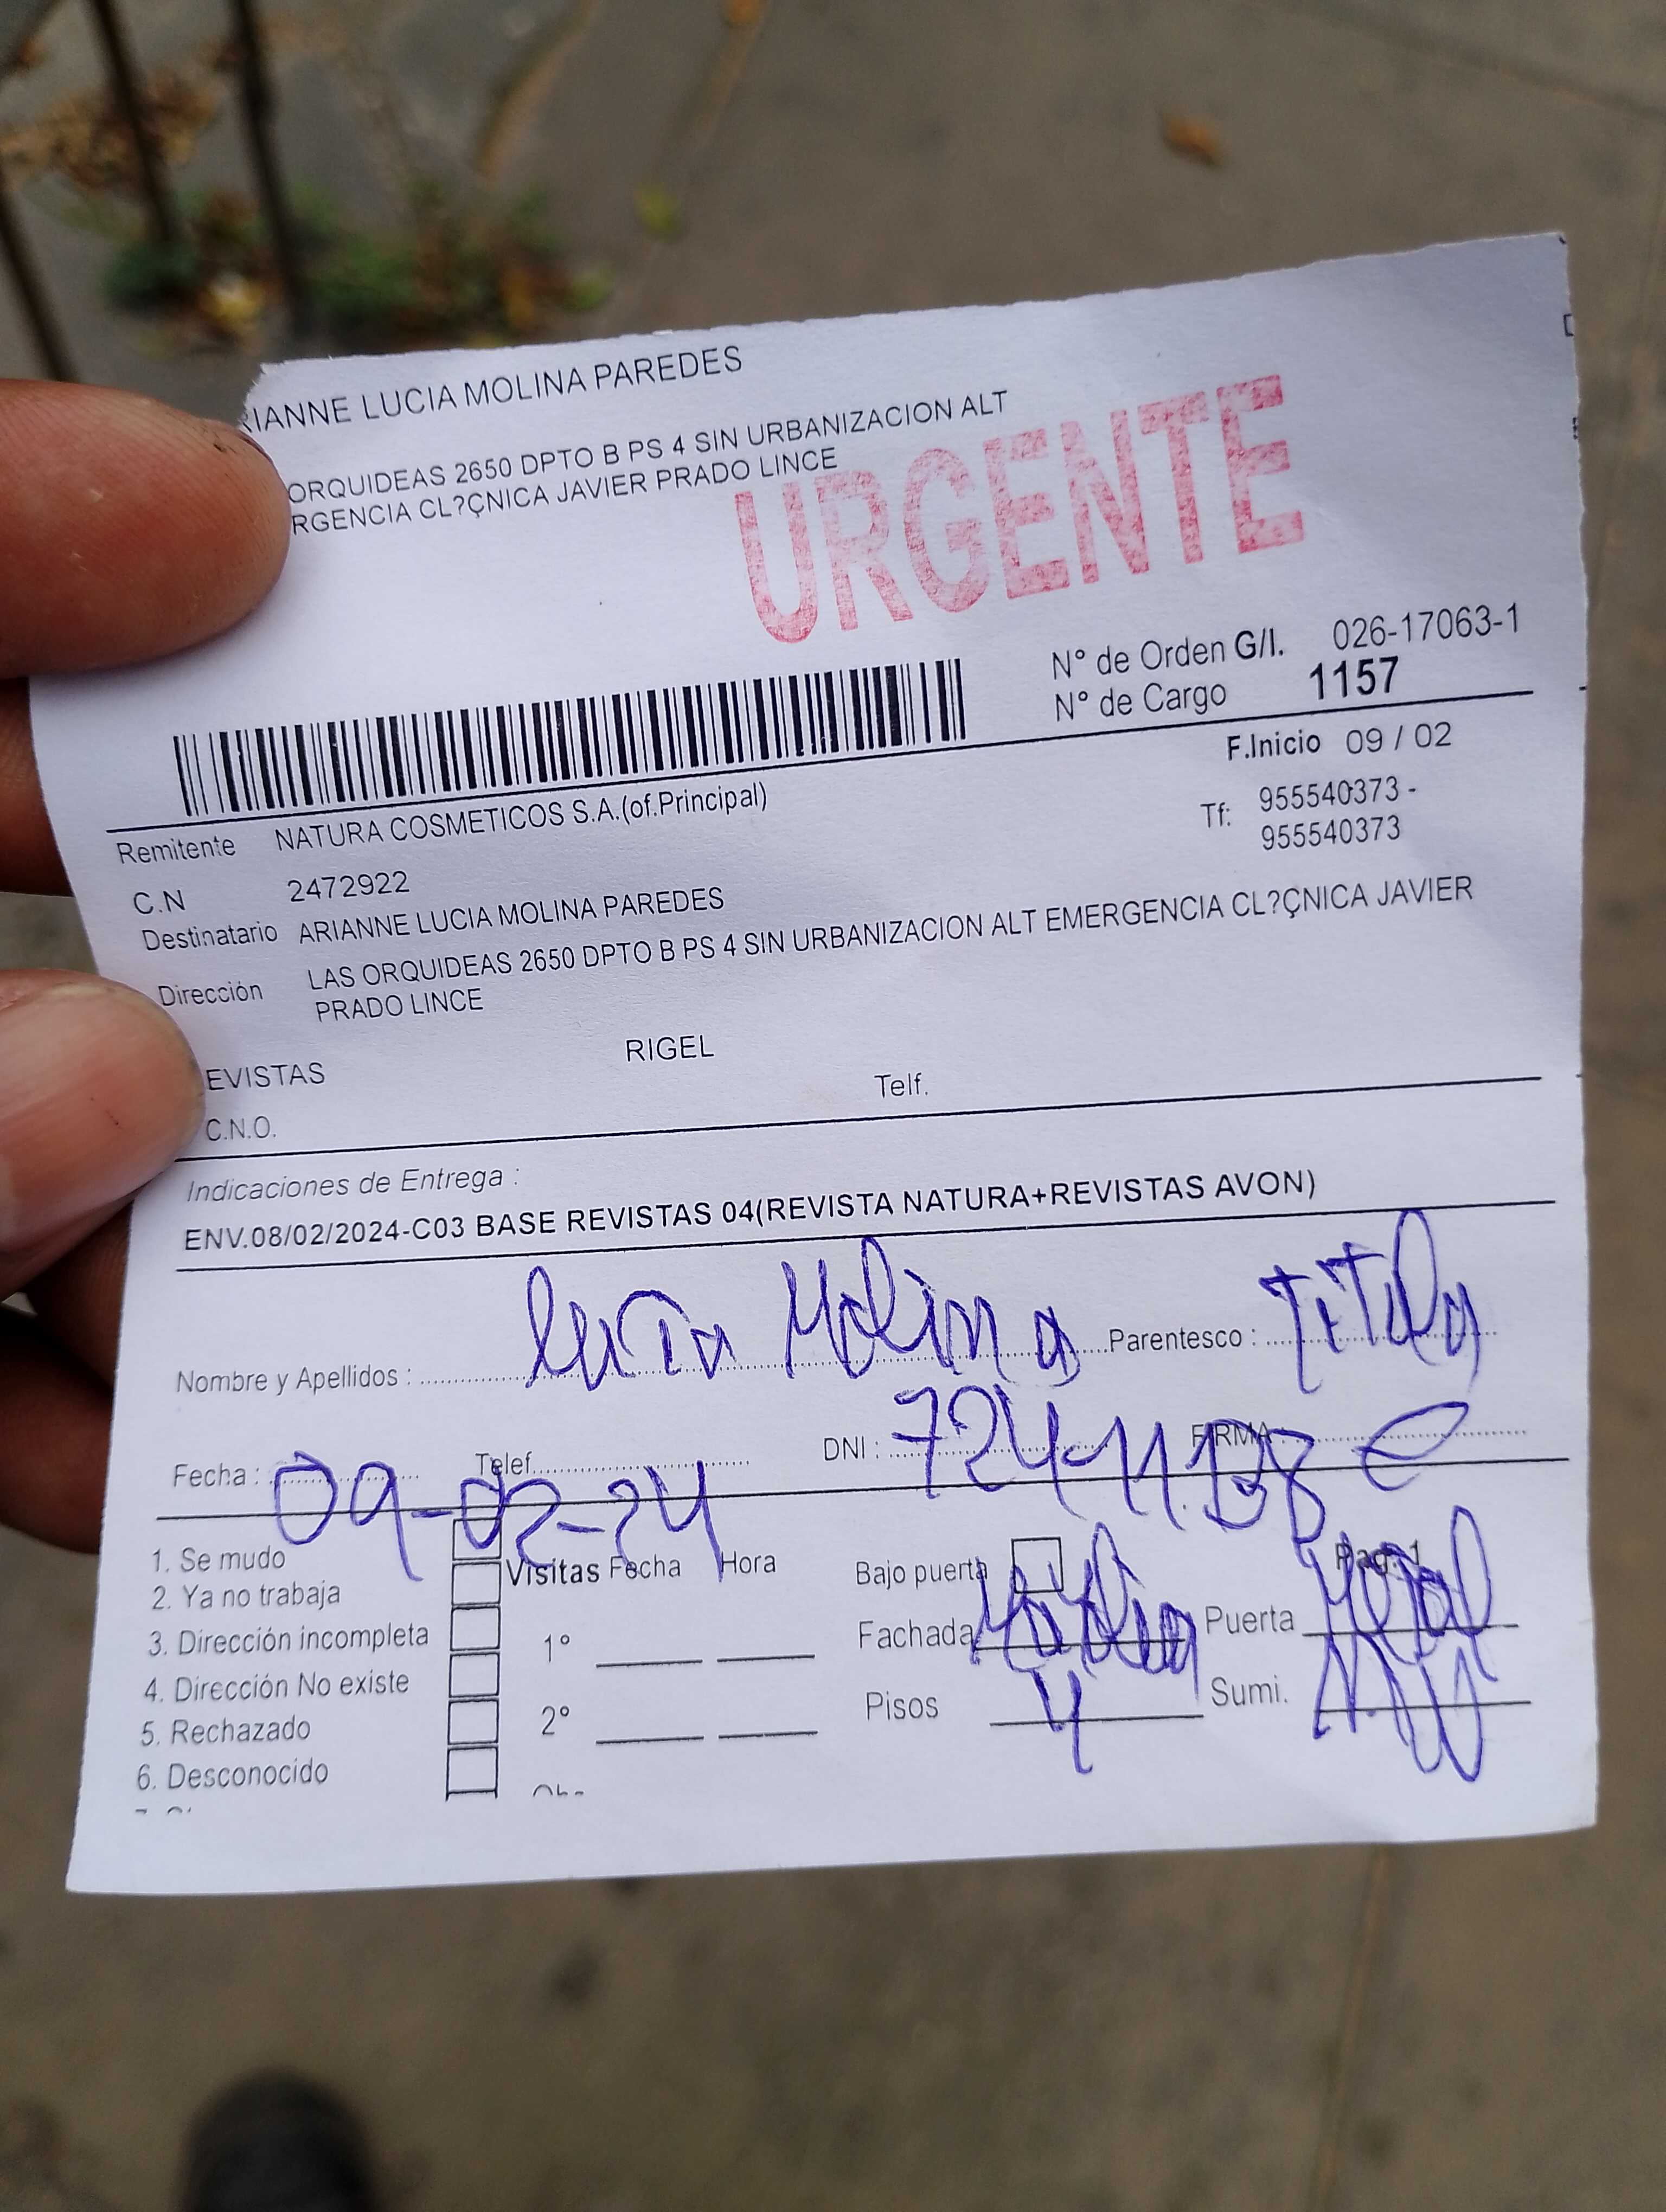 RIANNE LUCIA MOLINA PAREDES
ORQUIDEAS 2650 DPTO B PS 4 SIN URBANIZACION ALT
RGENCIA CL?ÇNICA JAVIER PRADO LINCE
URGENTE
N° de Orden G/I. 026-17063-1
N° de Cargo 1157
F.Inicio 09 / 02
Remitente NATURA COSMETICOS S.A.(of.Principal)
Tf: 955540373 -
955540373
C.N 2472922
Destinatario ARIANNE LUCIA MOLINA PAREDES
Dirección LAS ORQUIDEAS 2650 DPTO B PS 4 SIN URBANIZACION ALT EMERGENCIA CL?ÇNICA JAVIER
PRADO LINCE
EVISTAS RIGEL
C.N.O. Telf.
Indicaciones de Entrega :
ENV.08/02/2024-C03 BASE REVISTAS 04(REVISTA NATURA+REVISTAS AVON)
Nombre y Apellidos : Lucia Molina Parentesco : Titular
Fecha : 09-02-24 Telef. DNI : FIRMA :
1. Se mudo
2. Ya no trabaja
3. Dirección incompleta
4. Dirección No existe
5. Rechazado
6. Desconocido
Visitas Fecha Hora
1°
2°
Bajo puerta Pag. 1
Fachada Puerta
Pisos 4 Sumi.